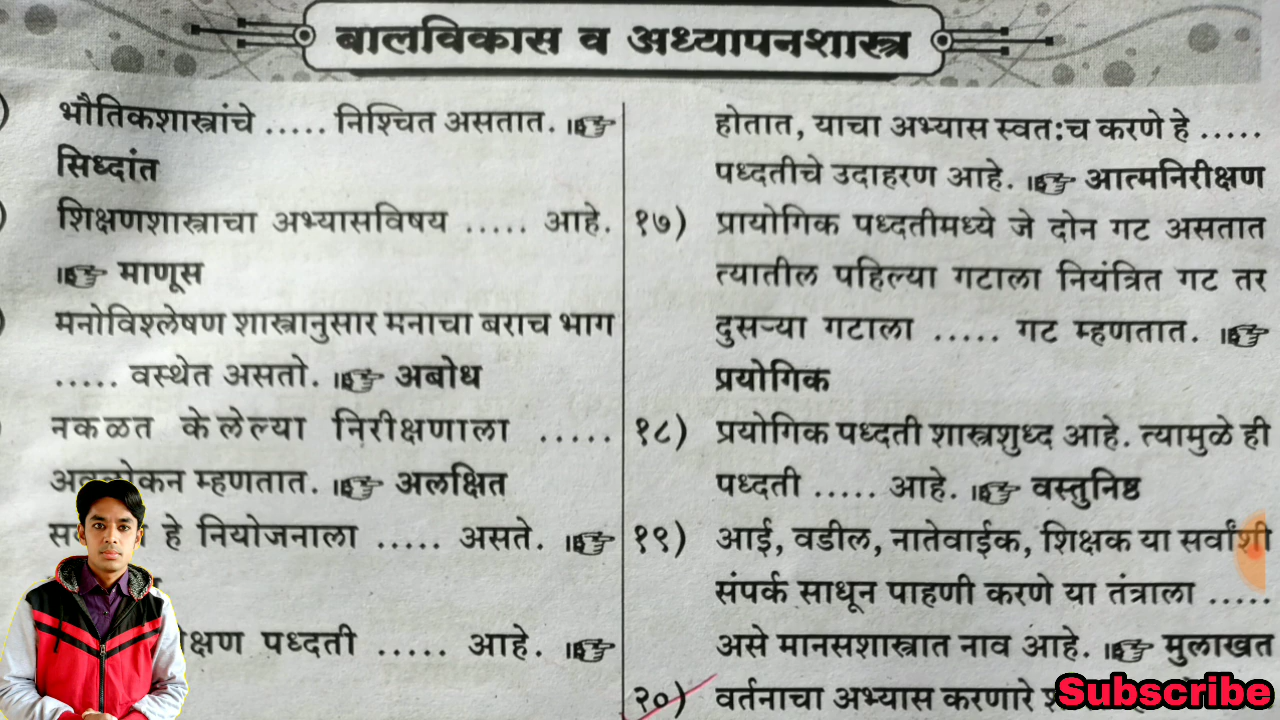 बालविकास व अध्यापनशास्त्र
भौतिकशास्त्रांचे ..... निश्चित असतात.
सिध्दांत
शिक्षणशास्त्राचा अभ्यासविषय ..... आहे.
माणूस
मनोविश्लेषण शास्त्रानुसार मनाचा बराच भाग
..... वस्थेत असतो. अबोध
नकळत केलेल्या निरीक्षणाला .....
म्हणतात. अलक्षित
हे नियोजनाला ..... असते.
पध्दती ..... आहे.
होतात, याचा अभ्यास स्वतःच करणे हे .....
पध्दतीचे उदाहरण आहे. आत्मनिरीक्षण
१७) प्रायोगिक पध्दतीमध्ये जे दोन गट असतात
त्यातील पहिल्या गटाला नियंत्रित गट तर
दुसऱ्या गटाला ..... गट म्हणतात.
प्रयोगिक
१८) प्रयोगिक पध्दती शास्त्रशुध्द आहे. त्यामुळे ही
पध्दती ..... आहे. वस्तुनिष्ठ
१९) आई, वडील, नातेवाईक, शिक्षक या सर्वांशी
संपर्क साधून पाहणी करणे या तंत्राला .....
असे मानसशास्त्रात नाव आहे. मुलाखत
२०) वर्तनाचा अभ्यास करणारे
Subscribe